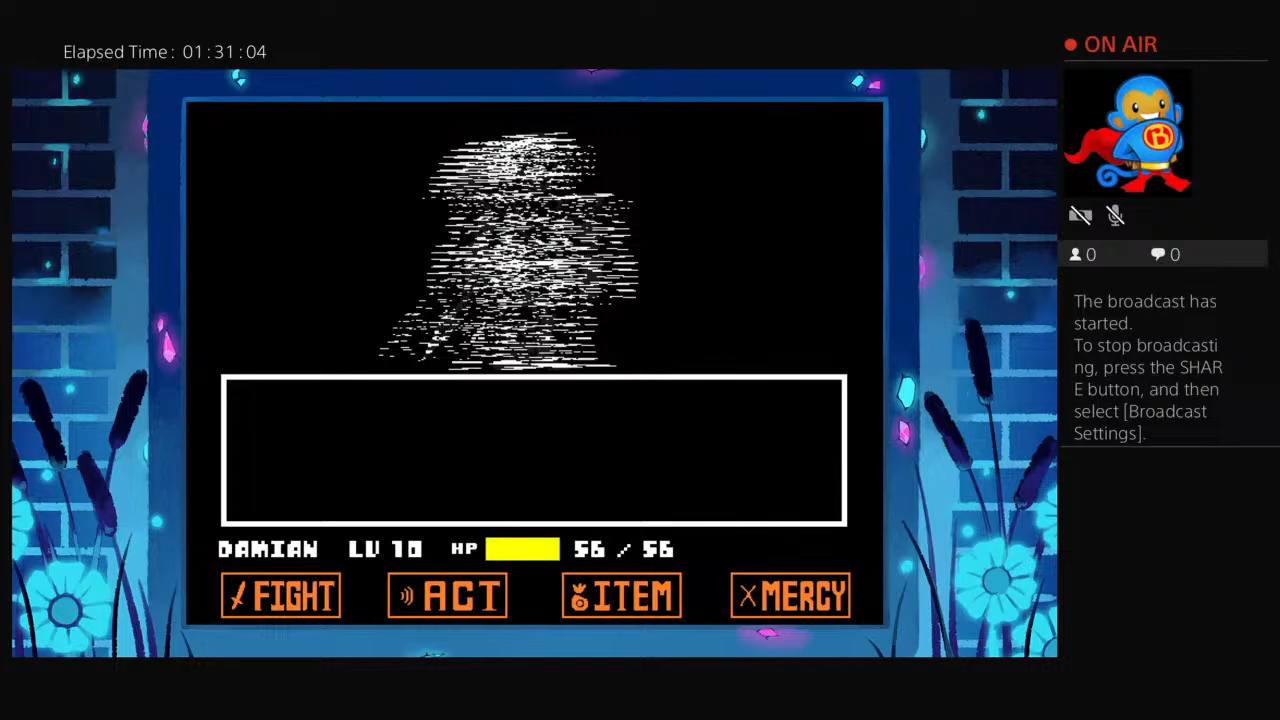 Elapsed Time: 01:31:04
ON AIR
B
0 0
The broadcast has
started.
To stop broadcasti
ng, press the SHAR
E button, and then
select [Broadcast
Settings].
DAMIAN LV 10 HP 56 / 56
FIGHT ACT ITEM MERCY